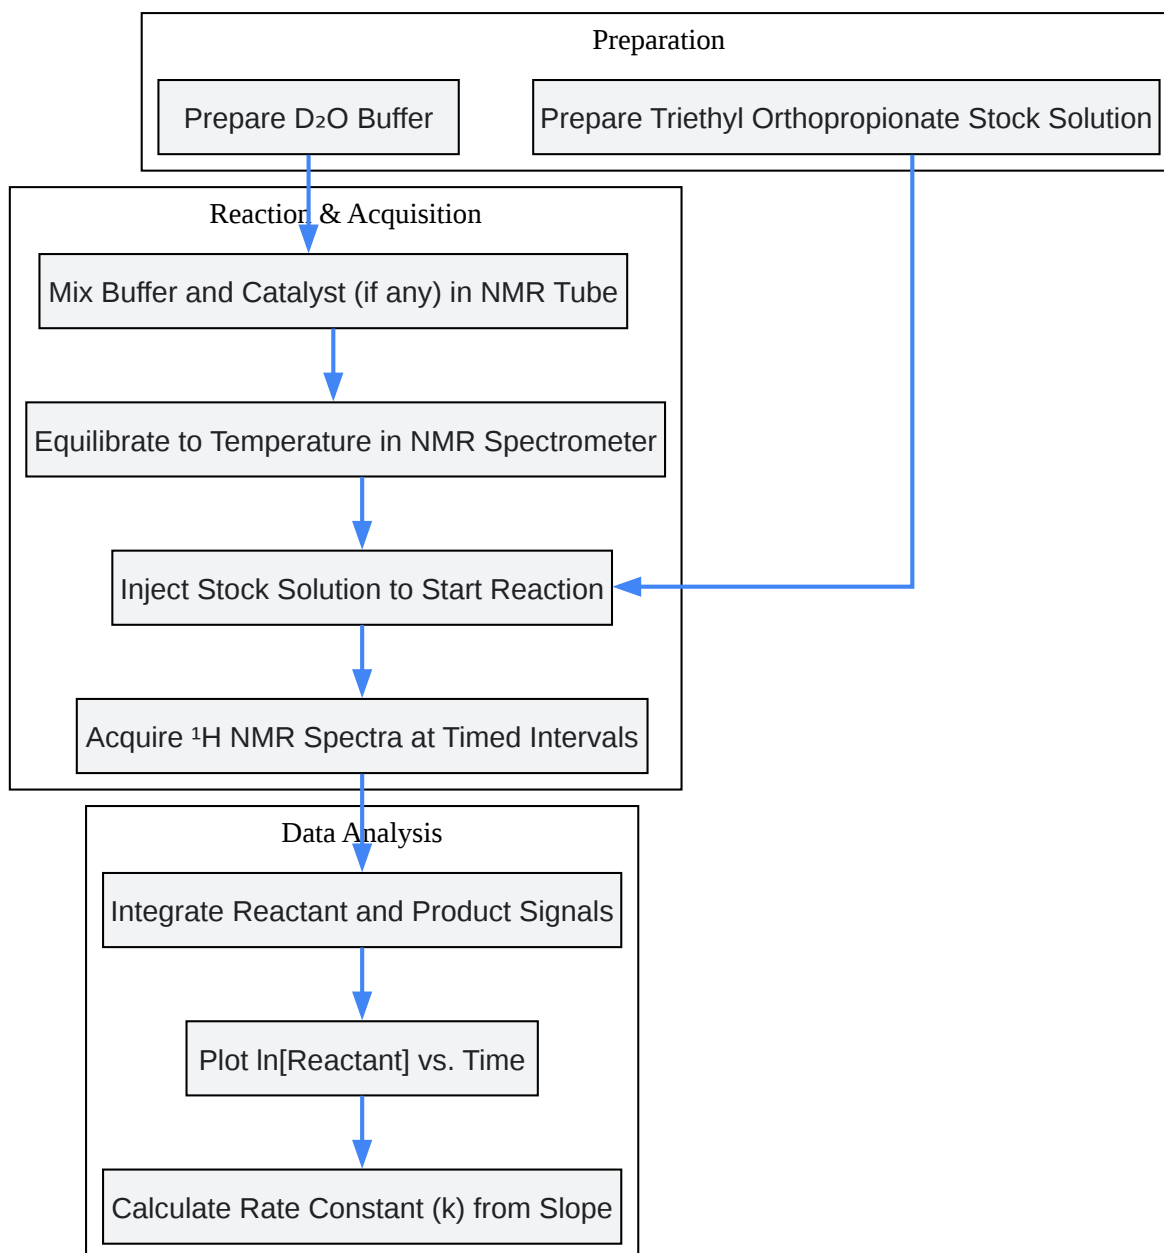 Preparation
Prepare D₂O Buffer
Prepare Triethyl Orthopropionate Stock Solution
Reaction & Acquisition
Mix Buffer and Catalyst (if any) in NMR Tube
Equilibrate to Temperature in NMR Spectrometer
Inject Stock Solution to Start Reaction
Acquire ¹H NMR Spectra at Timed Intervals
Data Analysis
Integrate Reactant and Product Signals
Plot ln[Reactant] vs. Time
Calculate Rate Constant (k) from Slope